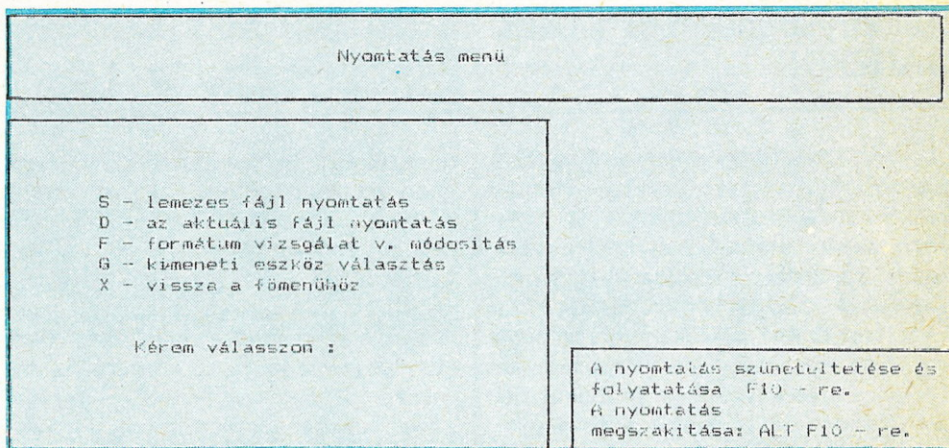 Nyomtatás menü
S - lemezes fájl nyomtatás
D - az aktuális fájl nyomtatás
F - formátum vizsgálat v. módositás
G - kimeneti eszköz választás
X - vissza a fömenühöz
Kérem válasszon :
A nyomtatás szüneteltetése és
folyatatása F10 - re.
A nyomtatás
megszakitása: ALT F10 - re.